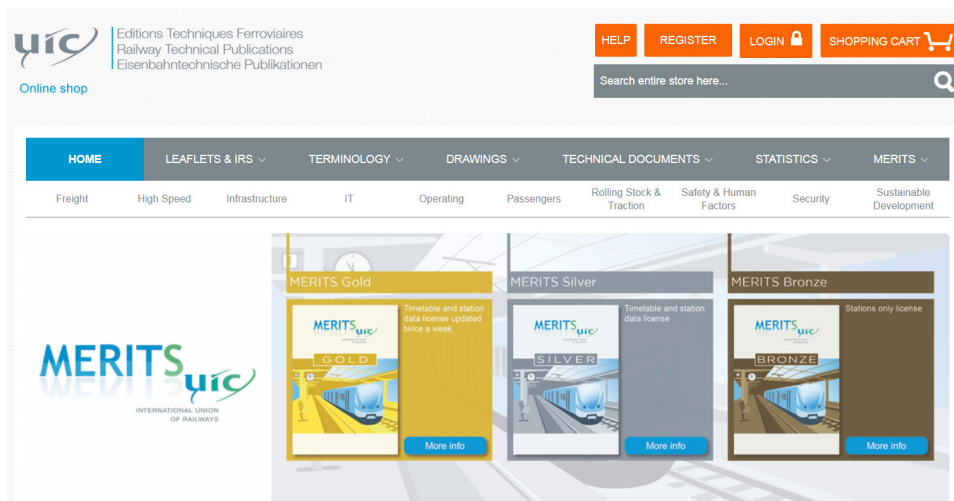 uic
Editions Techniques Ferroviaires
Railway Technical Publications
Eisenbahntechnische Publikationen
Online shop
HELP
REGISTER
LOGIN
SHOPPING CART
Search entire store here...
HOME
LEAFLETS & IRS
TERMINOLOGY
DRAWINGS
TECHNICAL DOCUMENTS
STATISTICS
MERITS
Freight
High Speed
Infrastructure
IT
Operating
Passengers
Rolling Stock &
Traction
Safety & Human
Factors
Security
Sustainable
Development
MERITS
uic
INTERNATIONAL UNION
OF RAILWAYS
MERITS Gold
MERITS uic
GOLD
Timetable and station
data license updated
twice a week
More info
MERITS Silver
MERITS uic
SILVER
Timetable and station
data license
More info
MERITS Bronze
MERITS uic
BRONZE
Stations only license
More info